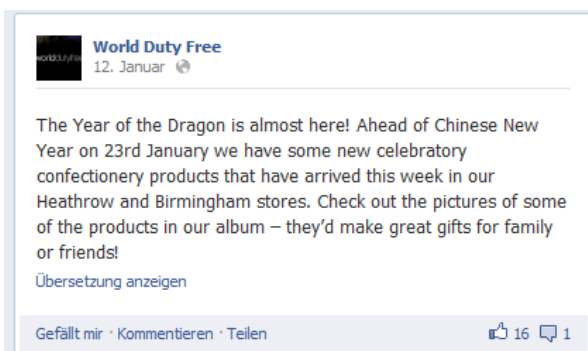 worlddutyfree
World Duty Free
12. Januar
The Year of the Dragon is almost here! Ahead of Chinese New
Year on 23rd January we have some new celebratory
confectionery products that have arrived this week in our
Heathrow and Birmingham stores. Check out the pictures of some
of the products in our album – they'd make great gifts for family
or friends!
Übersetzung anzeigen
Gefällt mir · Kommentieren · Teilen 16 1